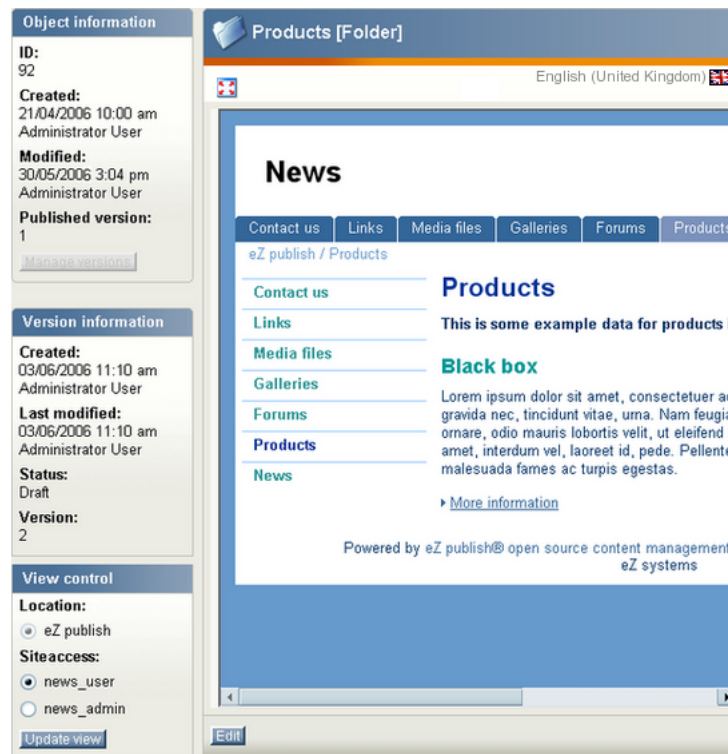 Object information
ID:
92
Created:
21/04/2006 10:00 am
Administrator User
Modified:
30/05/2006 3:04 pm
Administrator User
Published version:
1
Manage versions
Version information
Created:
03/06/2006 11:10 am
Administrator User
Last modified:
03/06/2006 11:10 am
Administrator User
Status:
Draft
Version:
2
View control
Location:
eZ publish
Siteaccess:
news_user
news_admin
Update view
Products [Folder]
English (United Kingdom)
News
Contact us Links Media files Galleries Forums Products
eZ publish / Products
Contact us
Links
Media files
Galleries
Forums
Products
News
Products
This is some example data for products
Black box
Lorem ipsum dolor sit amet, consectetuer
gravida nec, tincidunt vitae, urna. Nam
ornare, odio mauris lobortis velit, ut eleifend
amet, interdum vel, laoreet id, pede.
malesuada fames ac turpis egestas.
More information
Powered by eZ publish® open source content management
eZ systems
Edit